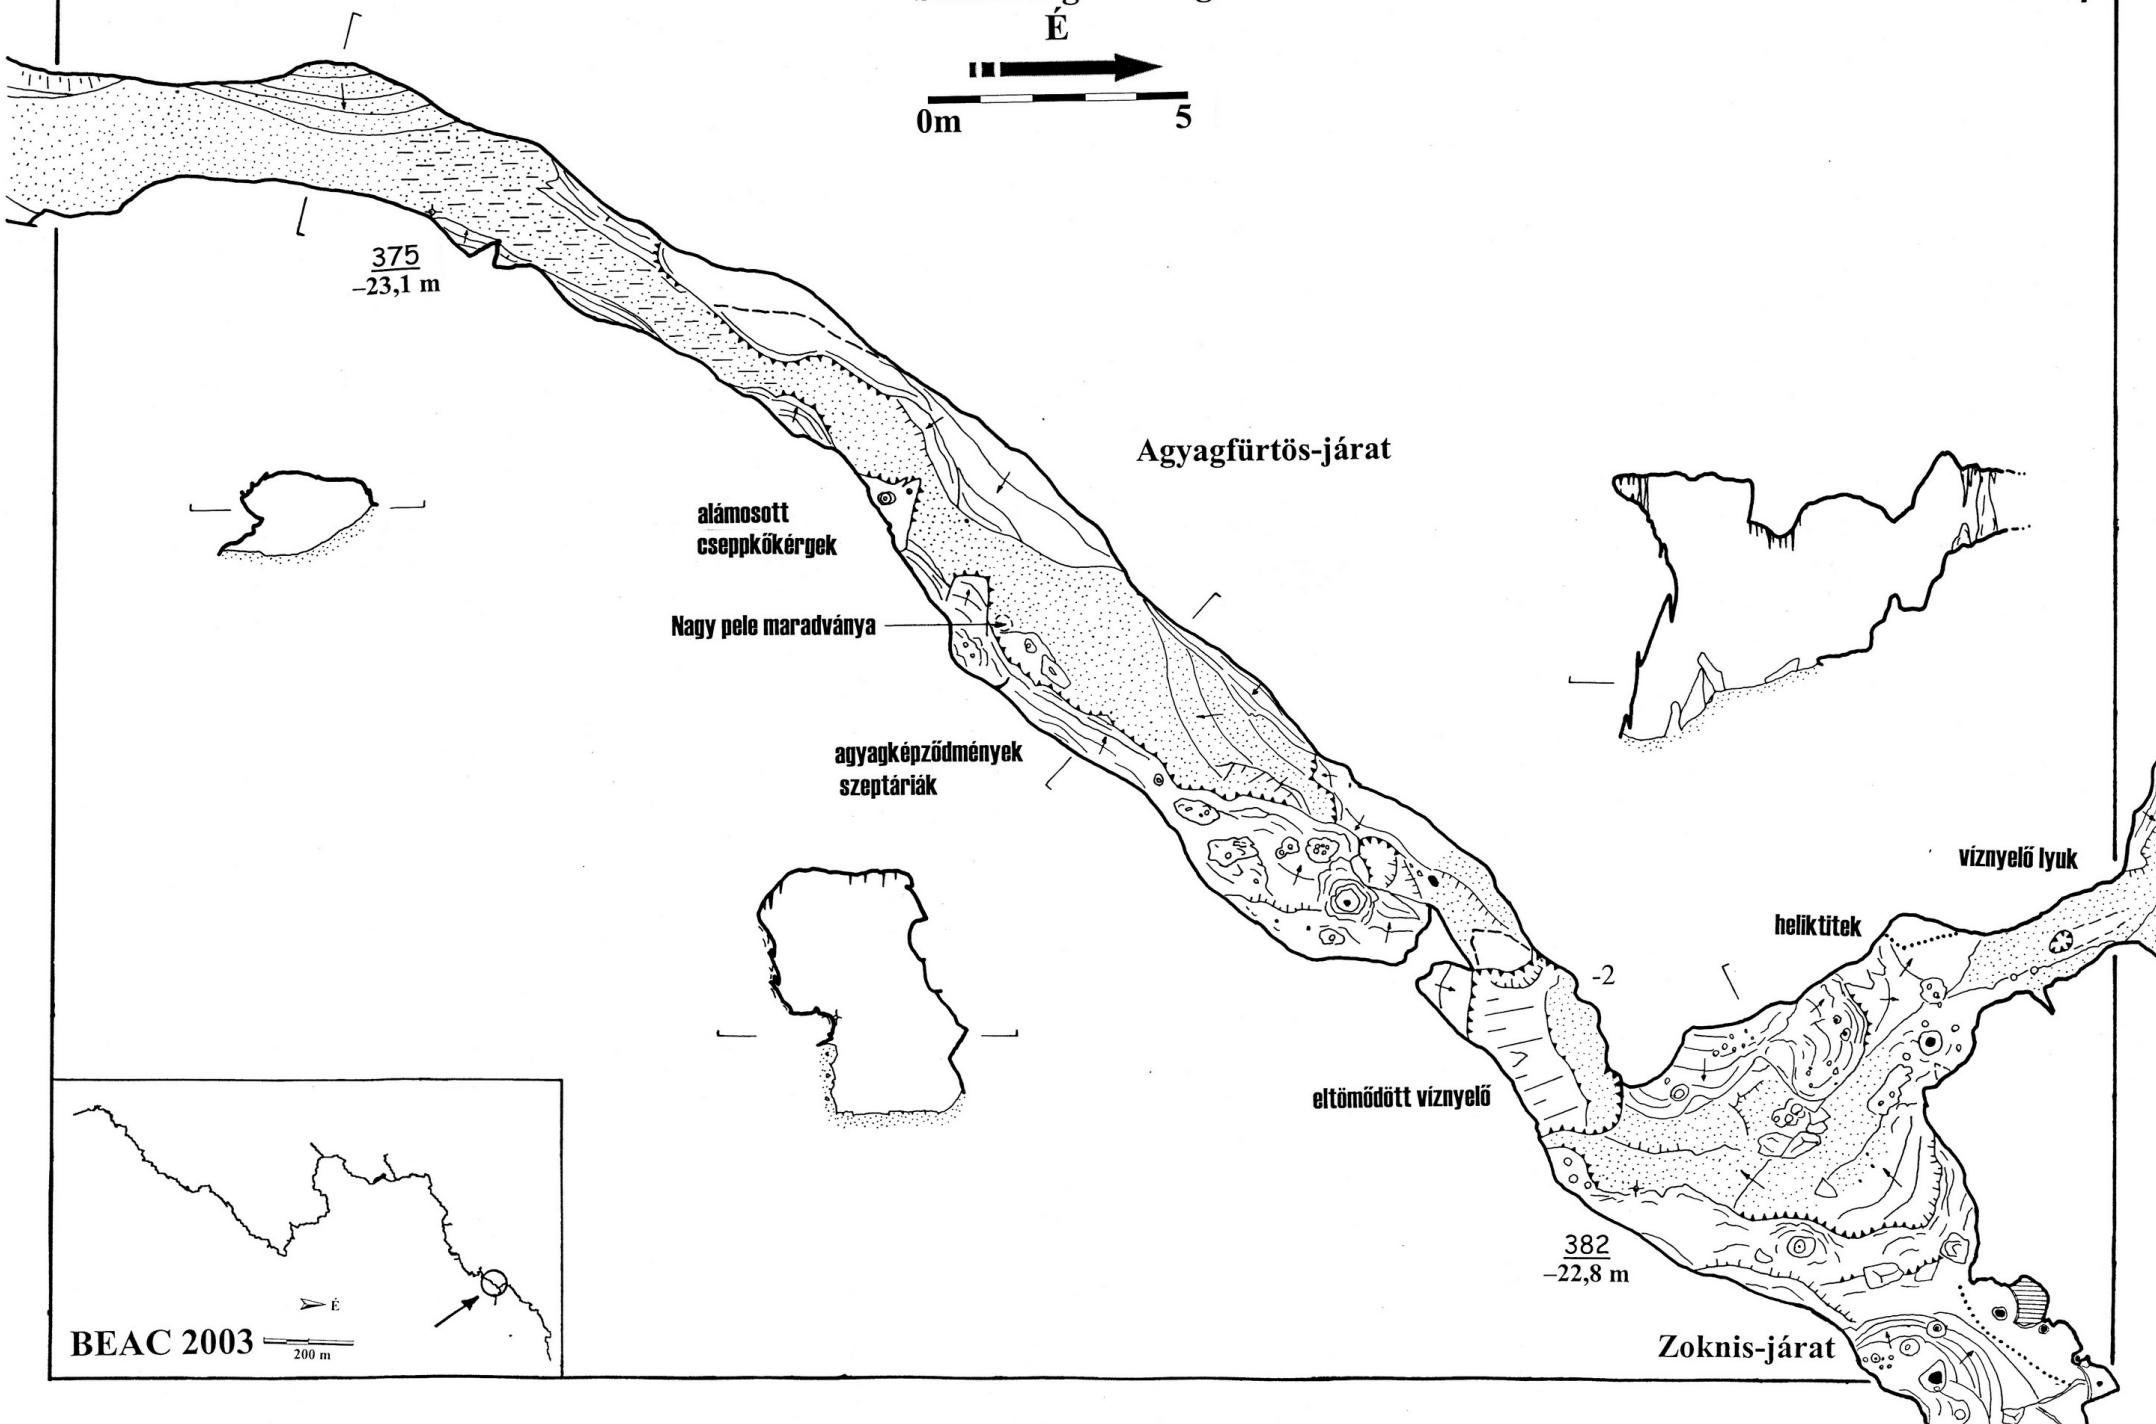 É
0m 5
375
–23,1 m
Agyagfürtös-járat
alámosott
cseppkőkérgek
Nagy pele maradványa
agyagképződmények
szeptáriák
víznyelő lyuk
heliktitek
-2
eltömődött víznyelő
382
–22,8 m
Zoknis-járat
É
BEAC 2003
200 m